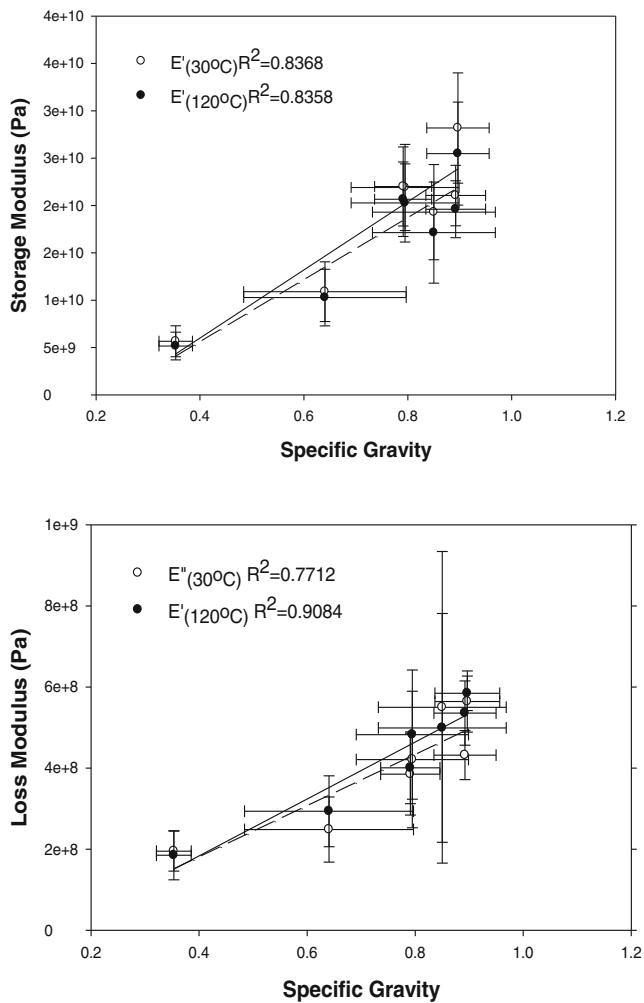 4e+10
4e+10
3e+10
3e+10
2e+10
2e+10
1e+10
5e+9
0
Storage Modulus (Pa)
E'(30ºC)R²=0.8368
E'(120ºC)R²=0.8358
0.2 0.4 0.6 0.8 1.0 1.2
Specific Gravity
1e+9
8e+8
6e+8
4e+8
2e+8
0
Loss Modulus (Pa)
E"(30ºC) R²=0.7712
E'(120ºC) R²=0.9084
0.2 0.4 0.6 0.8 1.0 1.2
Specific Gravity